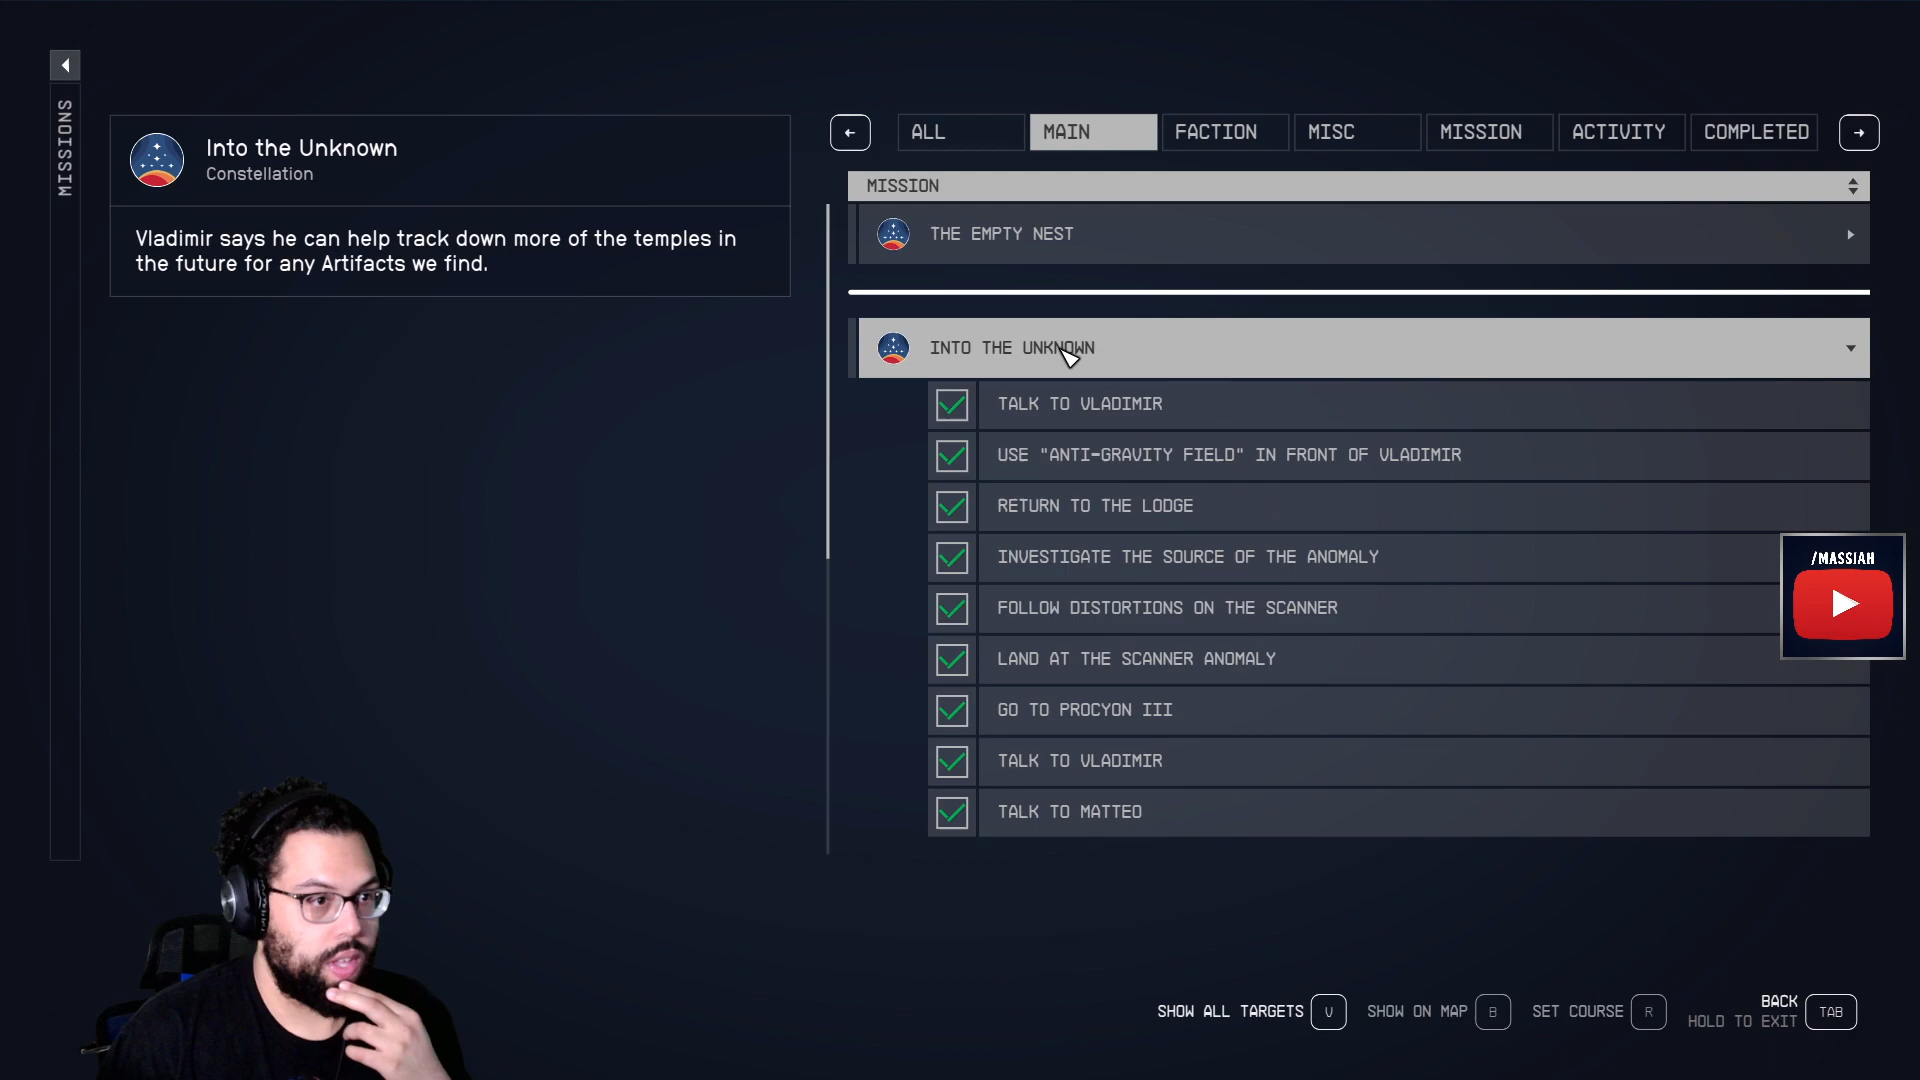 MISSIONS
Into the Unknown
Constellation
Vladimir says he can help track down more of the temples in
the future for any Artifacts we find.
ALL
MAIN
FACTION
MISC
MISSION
ACTIVITY
COMPLETED
MISSION
THE EMPTY NEST
INTO THE UNKNOWN
TALK TO VLADIMIR
USE "ANTI-GRAVITY FIELD" IN FRONT OF VLADIMIR
RETURN TO THE LODGE
INVESTIGATE THE SOURCE OF THE ANOMALY
FOLLOW DISTORTIONS ON THE SCANNER
LAND AT THE SCANNER ANOMALY
GO TO PROCYON III
TALK TO VLADIMIR
TALK TO MATTEO
/MASSIAH
SHOW ALL TARGETS V
SHOW ON MAP B
SET COURSE R
BACK
HOLD TO EXIT
TAB